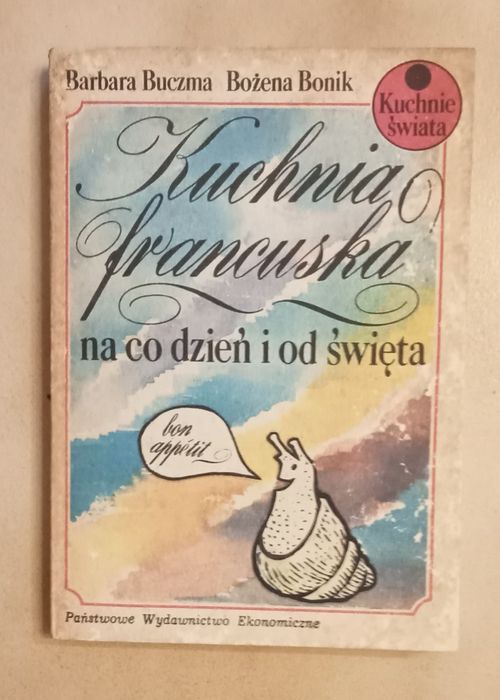 Barbara Buczma Bożena Bonik
Kuchnie
świata
Kuchnia
francuska
na co dzień i od święta
bon
appétit
Państwowe Wydawnictwo Ekonomiczne